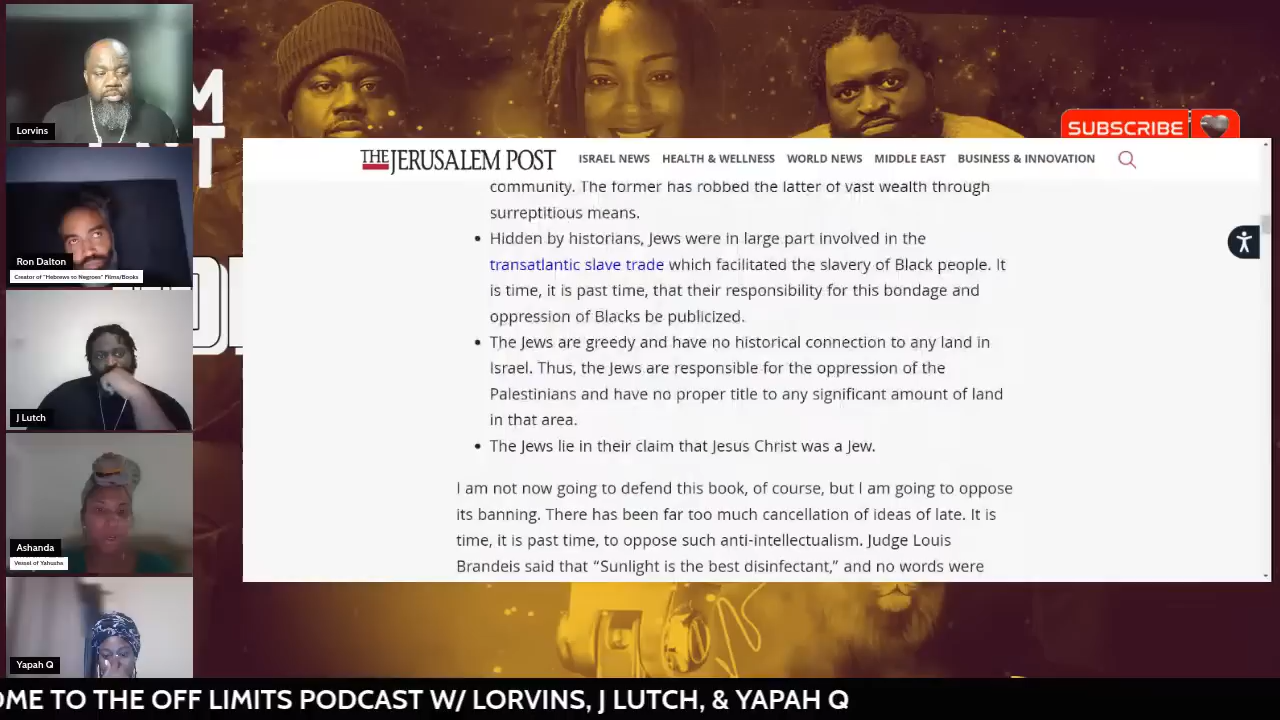 Lorvins
Ron Dalton
Creator of "Hebrews to Negroes" Films/Books
J Lutch
Ashanda
Vessel of Yahusha
Yapah Q
SUBSCRIBE
THE JERUSALEM POST
ISRAEL NEWS HEALTH & WELLNESS WORLD NEWS MIDDLE EAST BUSINESS & INNOVATION
community. The former has robbed the latter of vast wealth through
surreptitious means.
• Hidden by historians, Jews were in large part involved in the
transatlantic slave trade which facilitated the slavery of Black people. It
is time, it is past time, that their responsibility for this bondage and
oppression of Blacks be publicized.
• The Jews are greedy and have no historical connection to any land in
Israel. Thus, the Jews are responsible for the oppression of the
Palestinians and have no proper title to any significant amount of land
in that area.
• The Jews lie in their claim that Jesus Christ was a Jew.
I am not now going to defend this book, of course, but I am going to oppose
its banning. There has been far too much cancellation of ideas of late. It is
time, it is past time, to oppose such anti-intellectualism. Judge Louis
Brandeis said that “Sunlight is the best disinfectant,” and no words were
OME TO THE OFF LIMITS PODCAST W/ LORVINS, J LUTCH, & YAPAH Q